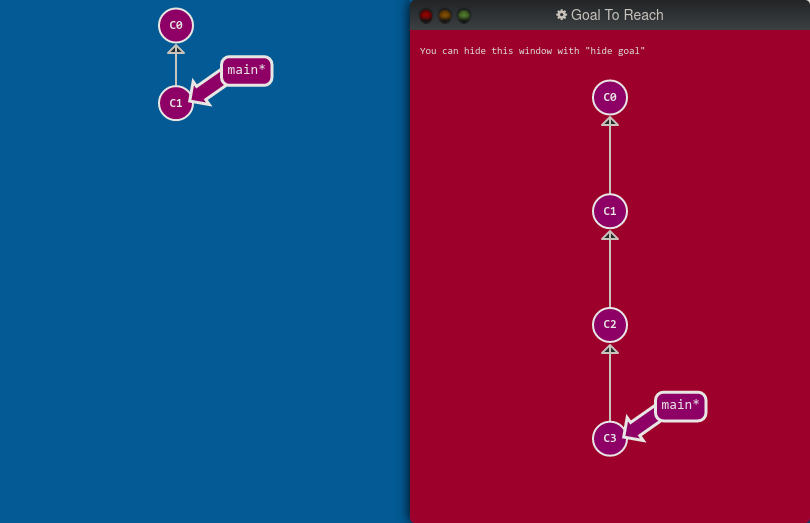 C0
main*
C1
Goal To Reach
You can hide this window with "hide goal"
C0
C1
C2
main*
C3